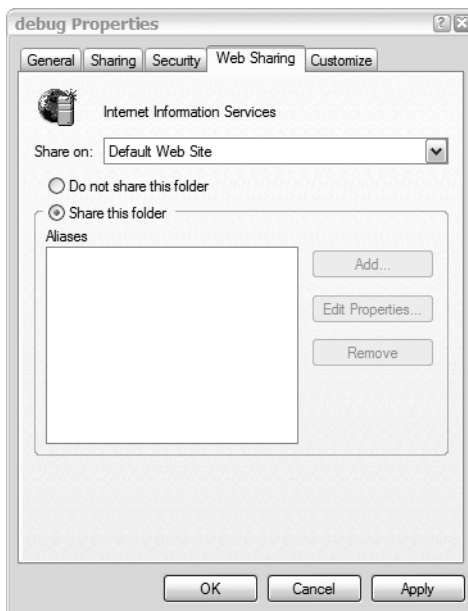 debug Properties
General Sharing Security Web Sharing Customize
Internet Information Services
Share on: Default Web Site
Do not share this folder
Share this folder
Aliases
Add...
Edit Properties...
Remove
OK Cancel Apply